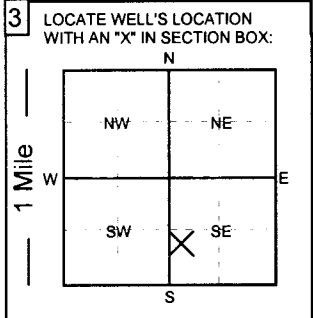 3 LOCATE WELL'S LOCATION
WITH AN "X" IN SECTION BOX:
N
NW NE
1 Mile
W E
SW X SE
S